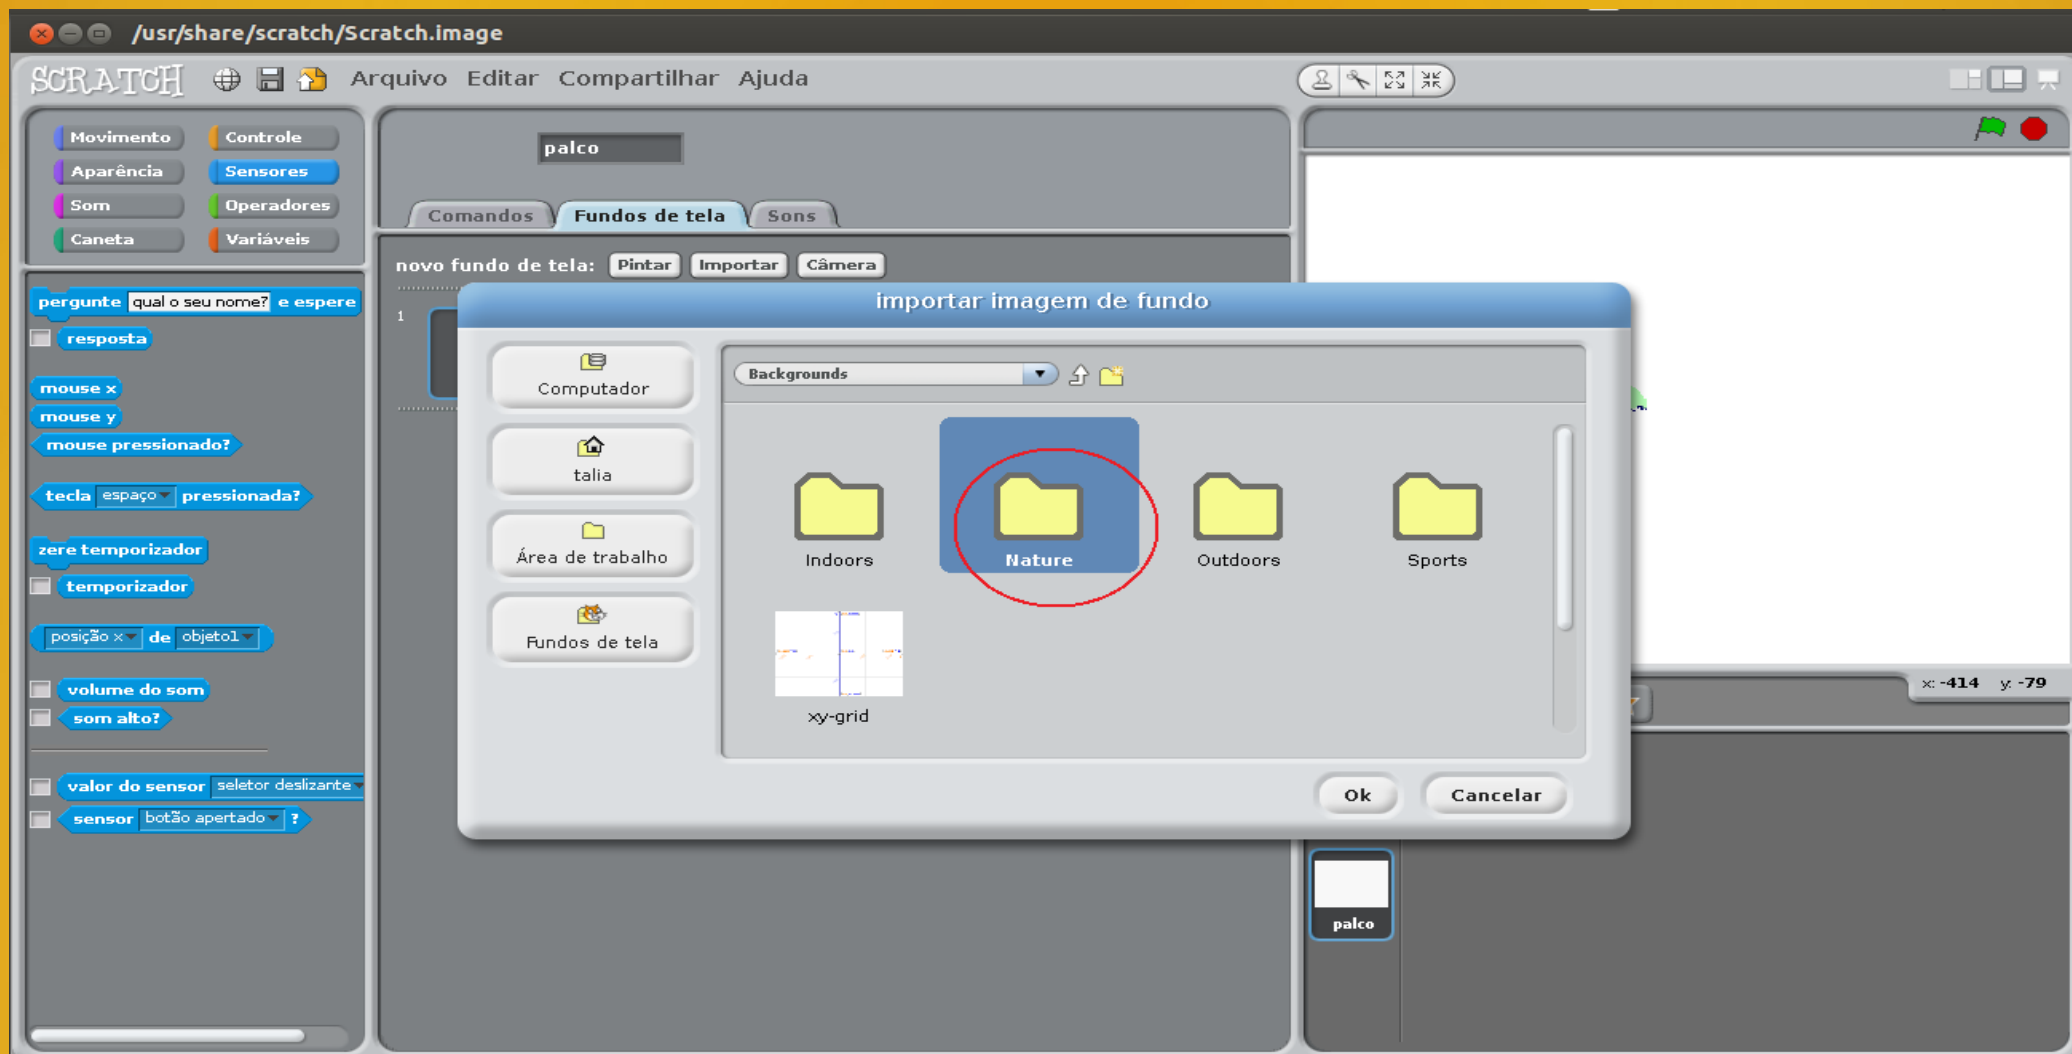 /usr/share/scratch/Scratch.image
SCRATCH Arquivo Editar Compartilhar Ajuda
Movimento Controle
Aparência Sensores
Som Operadores
Caneta Variáveis
pergunte qual o seu nome? e espere
resposta
mouse x
mouse y
mouse pressionado?
tecla espaço pressionada?
zere temporizador
temporizador
posição x de objeto1
volume do som
som alto?
valor do sensor seletor deslizante
sensor botão apertado ?
palco
Comandos Fundos de tela Sons
novo fundo de tela: Pintar Importar Câmera
1
importar imagem de fundo
Computador
talia
Área de trabalho
Fundos de tela
Backgrounds
Indoors Nature Outdoors Sports
xy-grid
Ok Cancelar
x: -414 y: -79
palco